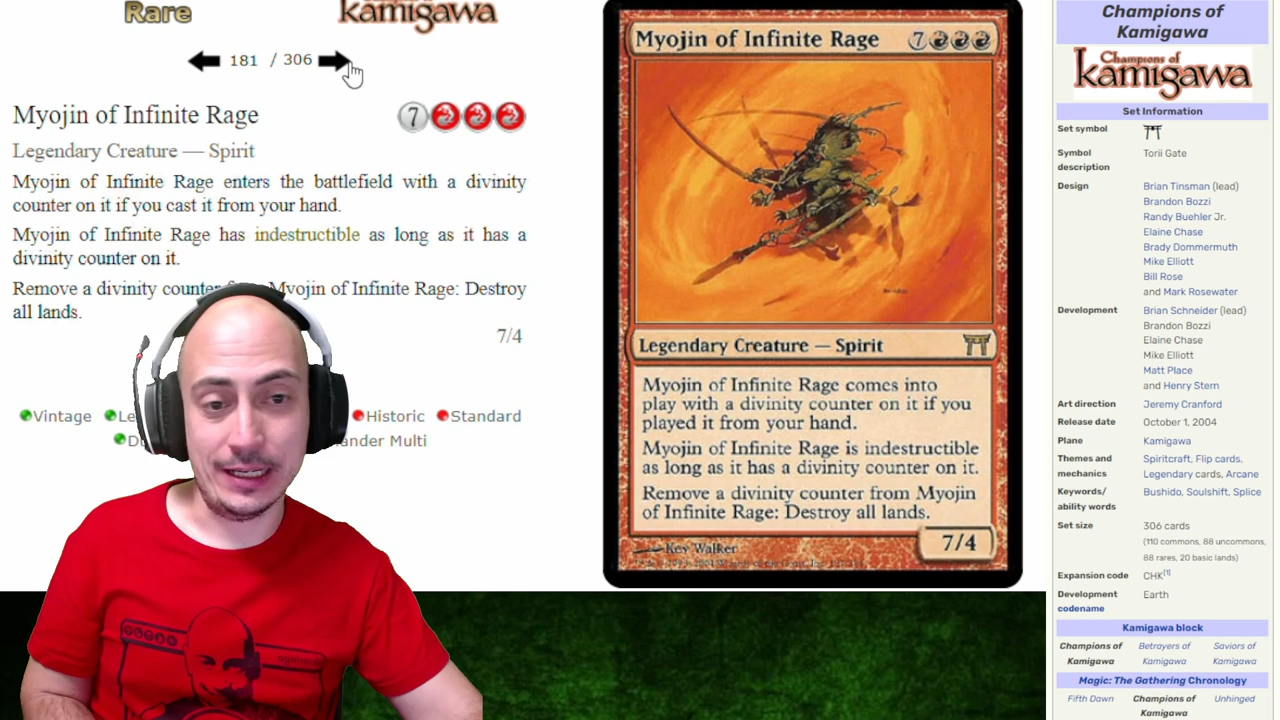 Rare
kamigawa
181 / 306
Myojin of Infinite Rage
7
Legendary Creature — Spirit
Myojin of Infinite Rage enters the battlefield with a divinity
counter on it if you cast it from your hand.
Myojin of Infinite Rage has indestructible as long as it has a
divinity counter on it.
Remove a divinity counter Myojin of Infinite Rage: Destroy
all lands.
7/4
Vintage Historic Standard
Multi
Myojin of Infinite Rage 7
Legendary Creature — Spirit
Myojin of Infinite Rage comes into
play with a divinity counter on it if you
played it from your hand.
Myojin of Infinite Rage is indestructible
as long as it has a divinity counter on it.
Remove a divinity counter from Myojin
of Infinite Rage: Destroy all lands.
7/4
Kev Walker
Champions of
Kamigawa
Champions of
kamigawa
Set Information
Set symbol
Symbol description Torii Gate
Design Brian Tinsman (lead)
Brandon Bozzi
Randy Buehler Jr.
Elaine Chase
Brady Dommermuth
Mike Elliott
Bill Rose
and Mark Rosewater
Development Brian Schneider (lead)
Brandon Bozzi
Elaine Chase
Mike Elliott
Matt Place
and Henry Stern
Art direction Jeremy Cranford
Release date October 1, 2004
Plane Kamigawa
Themes and Spiritcraft, Flip cards,
mechanics Legendary cards, Arcane
Keywords/ Bushido, Soulshift, Splice
ability words
Set size 306 cards
(110 commons, 88 uncommons,
88 rares, 20 basic lands)
Expansion code CHK[1]
Development Earth
codename
Kamigawa block
Champions of Betrayers of Saviors of
Kamigawa Kamigawa Kamigawa
Magic: The Gathering Chronology
Fifth Dawn Champions of Unhinged
Kamigawa